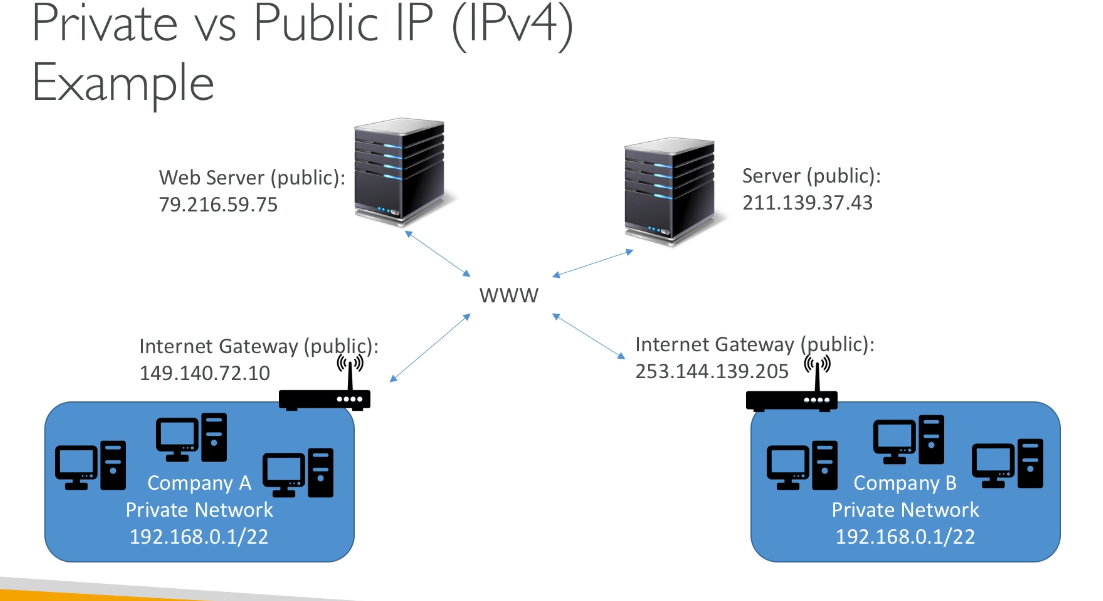 Private vs Public IP (IPv4)
Example
Web Server (public):
79.216.59.75
Server (public):
211.139.37.43
WWW
Internet Gateway (public):
149.140.72.10
Internet Gateway (public):
253.144.139.205
Company A
Private Network
192.168.0.1/22
Company B
Private Network
192.168.0.1/22